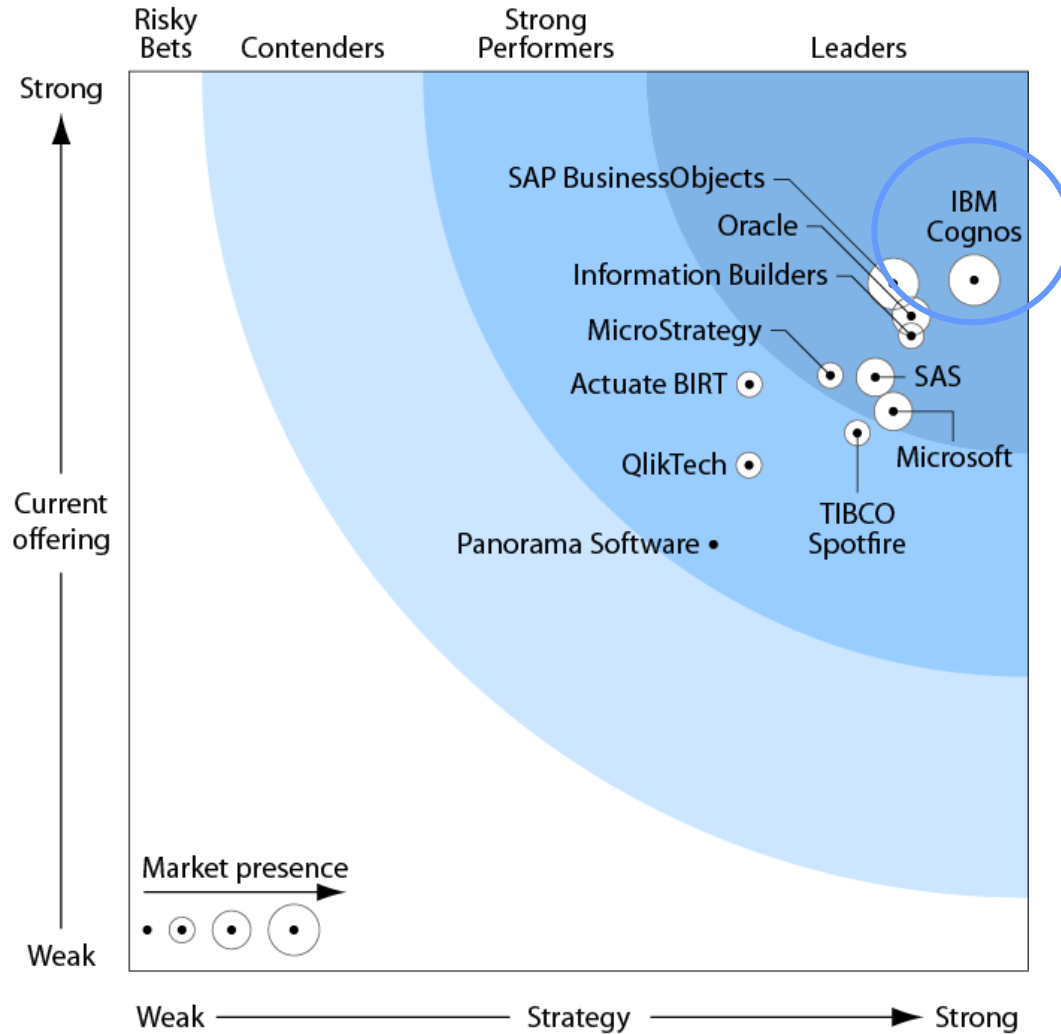 Risky
Bets
Contenders
Strong
Performers
Leaders
Strong
SAP BusinessObjects
IBM
Cognos
Oracle
Information Builders
MicroStrategy
Actuate BIRT
SAS
QlikTech
Microsoft
Current
offering
TIBCO
Spotfire
Panorama Software
Market presence
Weak
Weak
Strategy
Strong